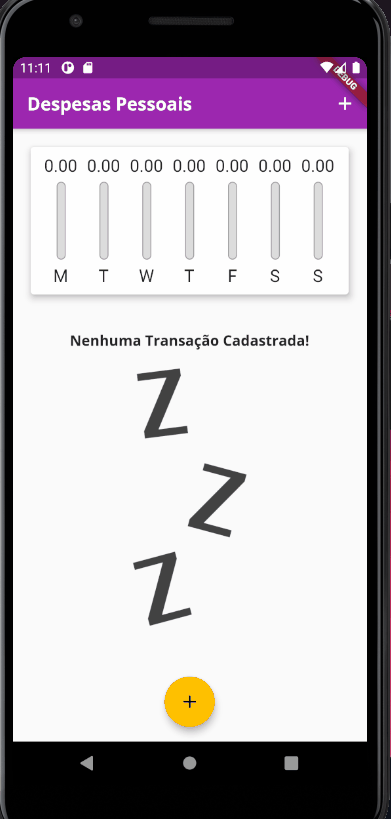 11:11
DEBUG
Despesas Pessoais
+
0.00 0.00 0.00 0.00 0.00 0.00 0.00
M T W T F S S
Nenhuma Transação Cadastrada!
Z
Z
Z
+